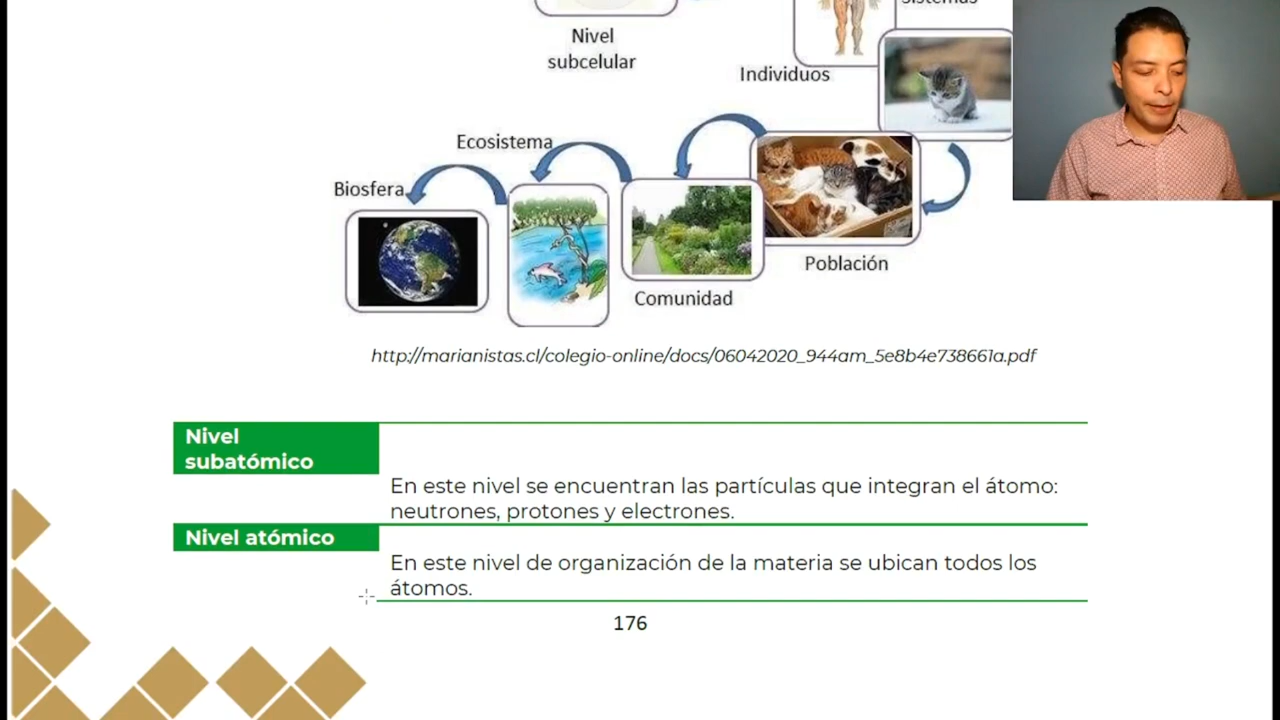 sistemas
Nivel
subcelular
Individuos
Ecosistema
Biosfera
Población
Comunidad
http://marianistas.cl/colegio-online/docs/06042020_944am_5e8b4e738661a.pdf
Nivel
subatómico
En este nivel se encuentran las partículas que integran el átomo:
neutrones, protones y electrones.
Nivel atómico
En este nivel de organización de la materia se ubican todos los
átomos.
176